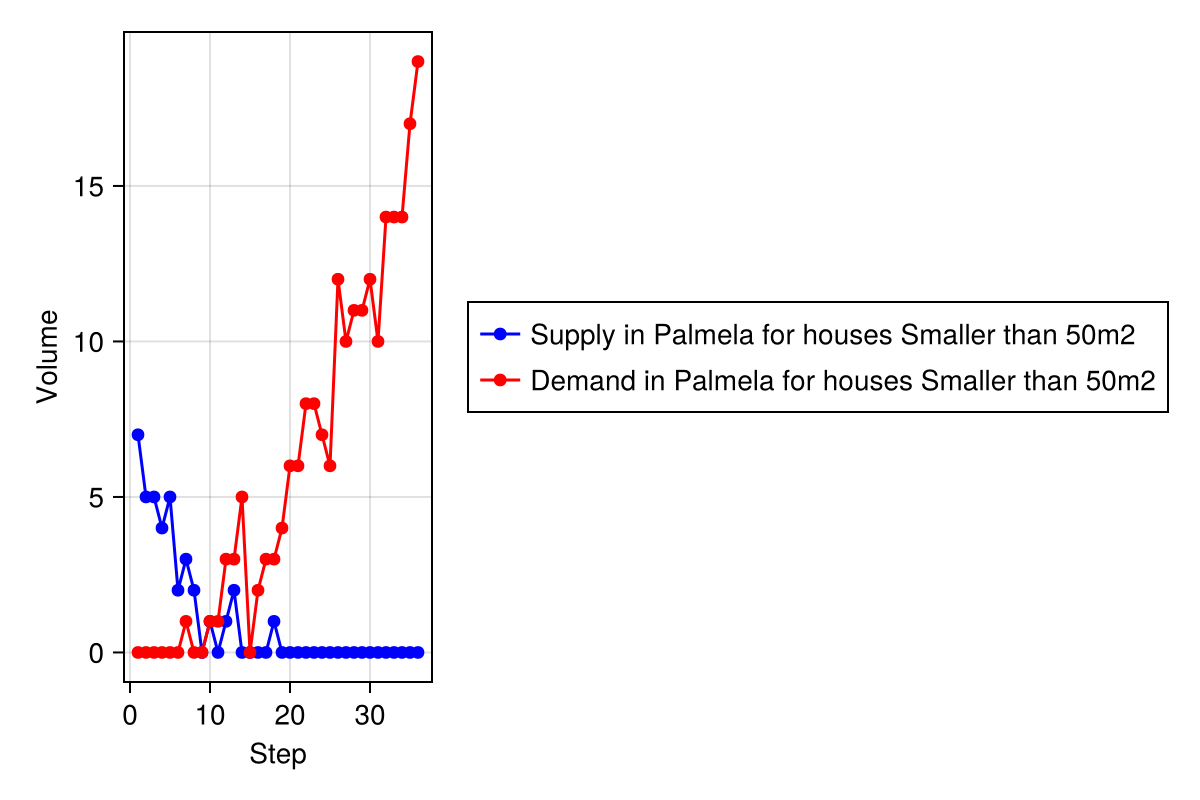 Volume
15
10
5
0
0 10 20 30
Step
Supply in Palmela for houses Smaller than 50m2
Demand in Palmela for houses Smaller than 50m2